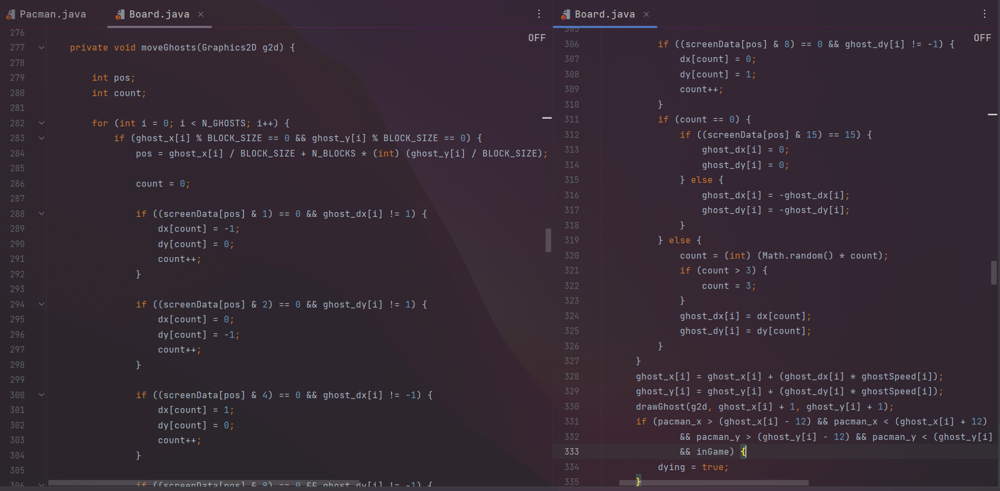 Pacman.java
Board.java
OFF
276
277 private void moveGhosts(Graphics2D g2d) {
278
279 int pos;
280 int count;
281
282 for (int i = 0; i < N_GHOSTS; i++) {
283 if (ghost_x[i] % BLOCK_SIZE == 0 && ghost_y[i] % BLOCK_SIZE == 0) {
284 pos = ghost_x[i] / BLOCK_SIZE + N_BLOCKS * (int) (ghost_y[i] / BLOCK_SIZE);
285
286 count = 0;
287
288 if ((screenData[pos] & 1) == 0 && ghost_dx[i] != 1) {
289 dx[count] = -1;
290 dy[count] = 0;
291 count++;
292 }
293
294 if ((screenData[pos] & 2) == 0 && ghost_dy[i] != 1) {
295 dx[count] = 0;
296 dy[count] = -1;
297 count++;
298 }
299
300 if ((screenData[pos] & 4) == 0 && ghost_dx[i] != -1) {
301 dx[count] = 1;
302 dy[count] = 0;
303 count++;
304 }
305
306 if ((screenData[pos] & 8) == 0 && ghost_dy[i] != -1) {
Board.java
OFF
305
306 if ((screenData[pos] & 8) == 0 && ghost_dy[i] != -1) {
307 dx[count] = 0;
308 dy[count] = 1;
309 count++;
310 }
311 if (count == 0) {
312 if ((screenData[pos] & 15) == 15) {
313 ghost_dx[i] = 0;
314 ghost_dy[i] = 0;
315 } else {
316 ghost_dx[i] = -ghost_dx[i];
317 ghost_dy[i] = -ghost_dy[i];
318 }
319 } else {
320 count = (int) (Math.random() * count);
321 if (count > 3) {
322 count = 3;
323 }
324 ghost_dx[i] = dx[count];
325 ghost_dy[i] = dy[count];
326 }
327 }
328 ghost_x[i] = ghost_x[i] + (ghost_dx[i] * ghostSpeed[i]);
329 ghost_y[i] = ghost_y[i] + (ghost_dy[i] * ghostSpeed[i]);
330 drawGhost(g2d, ghost_x[i] + 1, ghost_y[i] + 1);
331 if (pacman_x > (ghost_x[i] - 12) && pacman_x < (ghost_x[i] + 12)
332 && pacman_y > (ghost_y[i] - 12) && pacman_y < (ghost_y[i]
333 && inGame) {
334 dying = true;
335 }